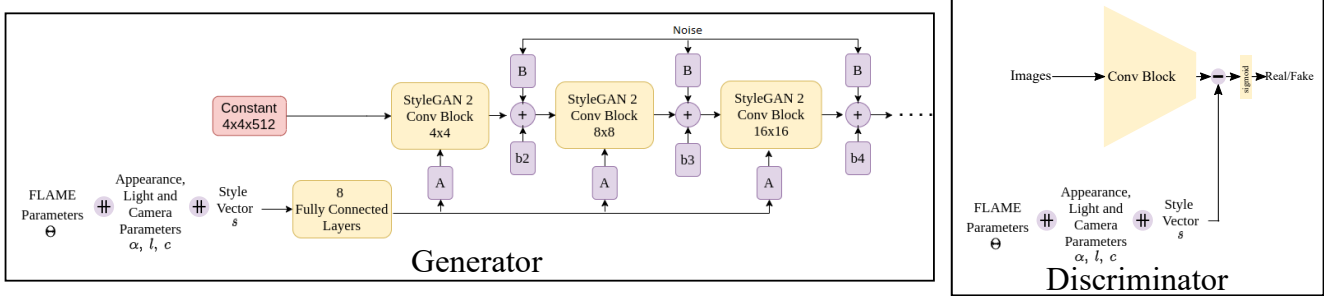 Noise
B
B
B
Constant
4x4x512
StyleGAN 2
Conv Block
4x4
+
StyleGAN 2
Conv Block
8x8
+
StyleGAN 2
Conv Block
16x16
+
....
b2
b3
b4
A
A
A
FLAME
Parameters
Θ
⧺
Appearance,
Light and
Camera
Parameters
α, l, c
⧺
Style
Vector
s
8
Fully Connected
Layers
Generator
Images
Conv Block
−
sigmoid
Real/Fake
FLAME
Parameters
Θ
⧺
Appearance,
Light and
Camera
Parameters
α, l, c
⧺
Style
Vector
s
Discriminator